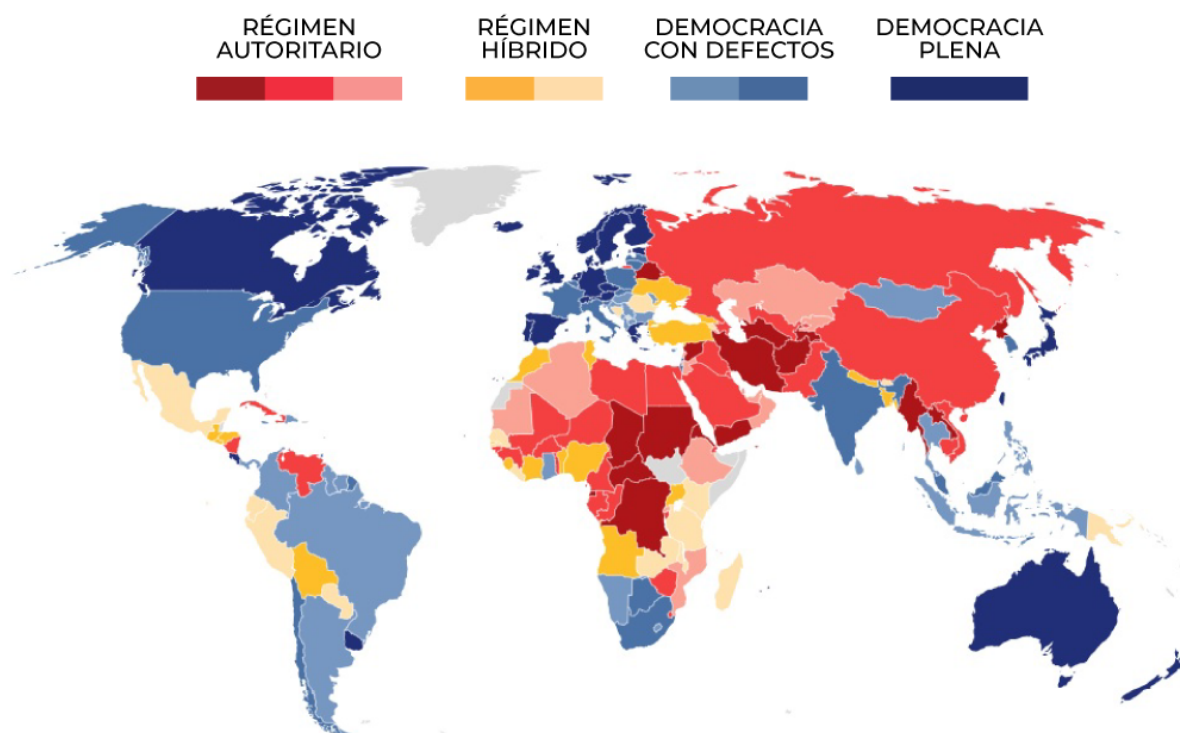 RÉGIMEN
AUTORITARIO
RÉGIMEN
HÍBRIDO
DEMOCRACIA
CON DEFECTOS
DEMOCRACIA
PLENA